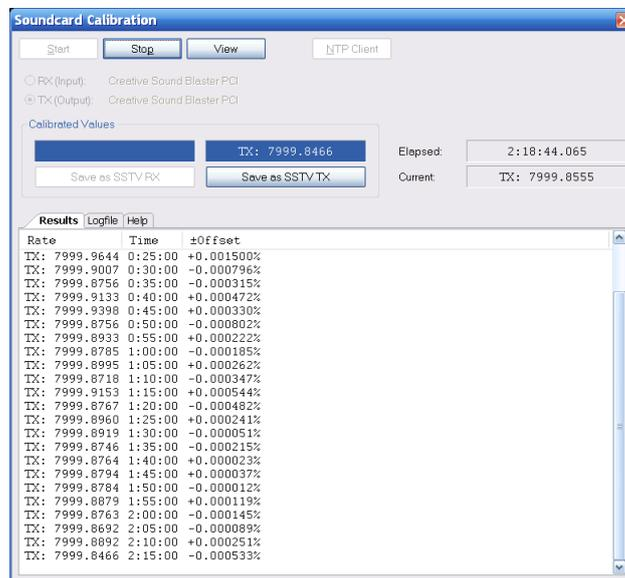 Soundcard Calibration
Start Stop View NTP Client
RX (Input): Creative Sound Blaster PCI
TX (Output): Creative Sound Blaster PCI
Calibrated Values
TX: 7999.8466 Elapsed: 2:18:44.065
Save as SSTV RX Save as SSTV TX Current: TX: 7999.8555
Results Logfile Help
Rate Time ±Offset
TX: 7999.9644 0:25:00 +0.001500%
TX: 7999.9007 0:30:00 -0.000796%
TX: 7999.8756 0:35:00 -0.000315%
TX: 7999.9133 0:40:00 +0.000472%
TX: 7999.9398 0:45:00 +0.000330%
TX: 7999.8756 0:50:00 -0.000802%
TX: 7999.8933 0:55:00 +0.000222%
TX: 7999.8785 1:00:00 -0.000185%
TX: 7999.8995 1:05:00 +0.000262%
TX: 7999.8718 1:10:00 -0.000347%
TX: 7999.9153 1:15:00 +0.000544%
TX: 7999.8767 1:20:00 -0.000482%
TX: 7999.8960 1:25:00 +0.000241%
TX: 7999.8919 1:30:00 -0.000051%
TX: 7999.8746 1:35:00 -0.000215%
TX: 7999.8764 1:40:00 +0.000023%
TX: 7999.8794 1:45:00 +0.000037%
TX: 7999.8784 1:50:00 -0.000012%
TX: 7999.8879 1:55:00 +0.000119%
TX: 7999.8763 2:00:00 -0.000145%
TX: 7999.8692 2:05:00 -0.000089%
TX: 7999.8892 2:10:00 +0.000251%
TX: 7999.8466 2:15:00 -0.000533%